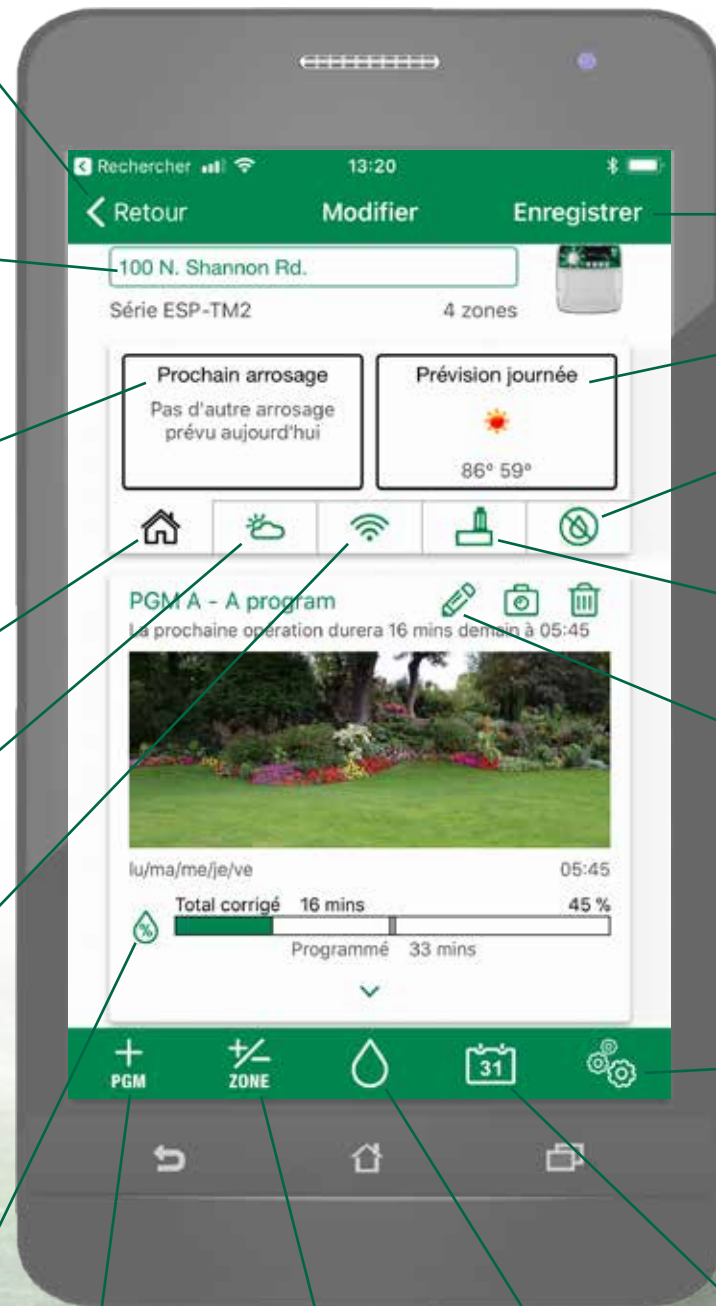 Rechercher 13:20
Retour Modifier Enregistrer
100 N. Shannon Rd.
Série ESP-TM2 4 zones
Prochain arrosage
Pas d'autre arrosage
prévu aujourd'hui
Prévision journée
86° 59°
PGM A - A program
La prochaine operation durera 16 mins demain à 05:45
lu/ma/me/je/ve 05:45
Total corrigé 16 mins 45 %
%
Programmé 33 mins
PGM
ZONE
31